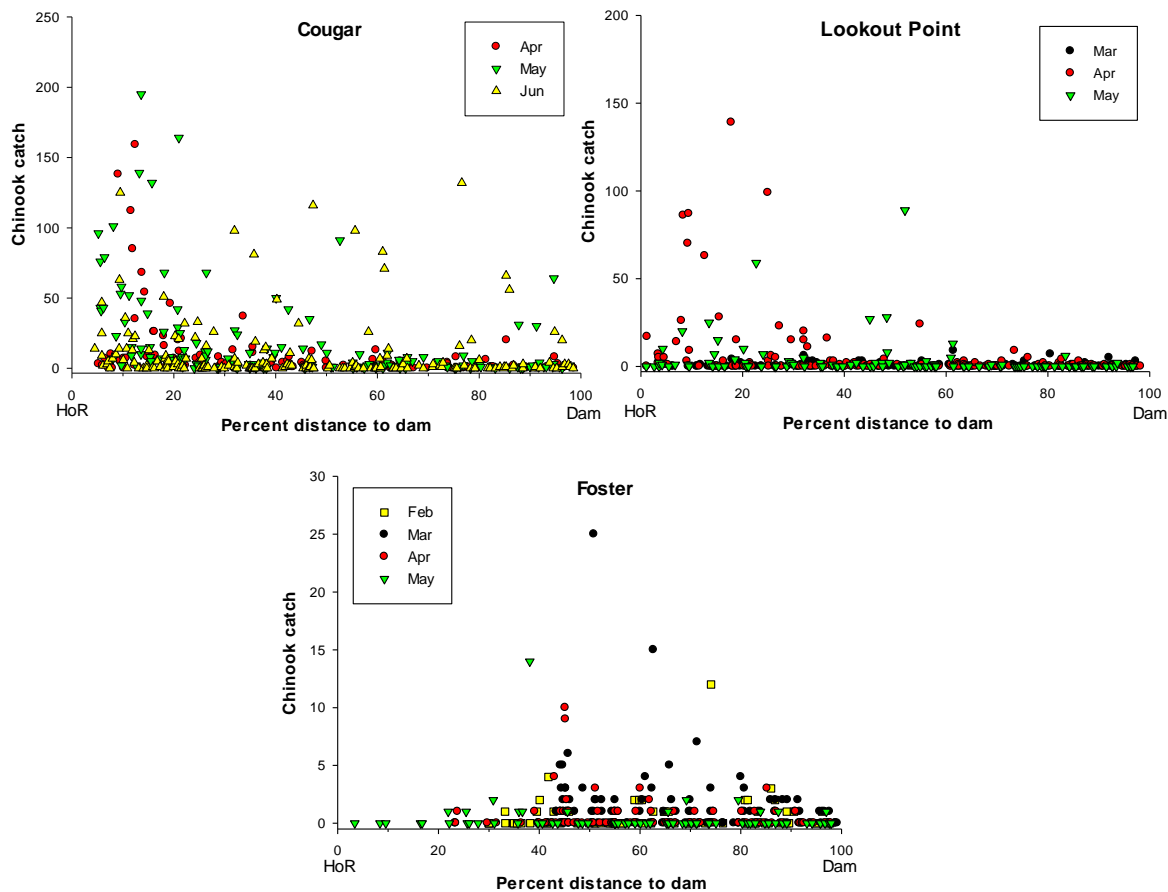 Cougar
Apr
May
Jun
Chinook catch
250
200
150
100
50
0
0 20 40 60 80 100
HoR Dam
Percent distance to dam
Lookout Point
Mar
Apr
May
Chinook catch
200
150
100
50
0
0 20 40 60 80 100
HoR Dam
Percent distance to dam
Foster
Feb
Mar
Apr
May
Chinook catch
30
25
20
15
10
5
0
0 20 40 60 80 100
HoR Dam
Percent distance to dam